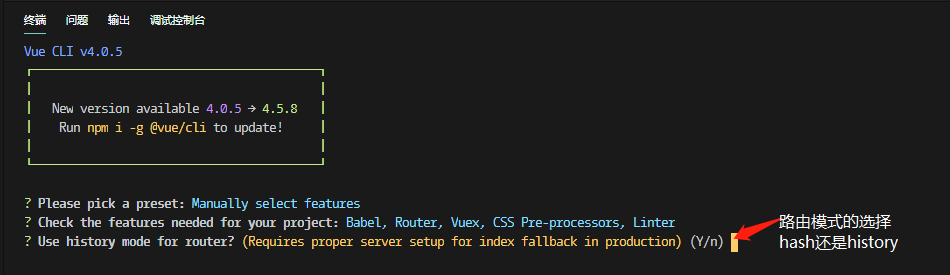 终端 问题 输出 调试控制台
Vue CLI v4.0.5
New version available 4.0.5 → 4.5.8
Run npm i -g @vue/cli to update!
? Please pick a preset: Manually select features
? Check the features needed for your project: Babel, Router, Vuex, CSS Pre-processors, Linter
? Use history mode for router? (Requires proper server setup for index fallback in production) (Y/n)
路由模式的选择
hash还是history